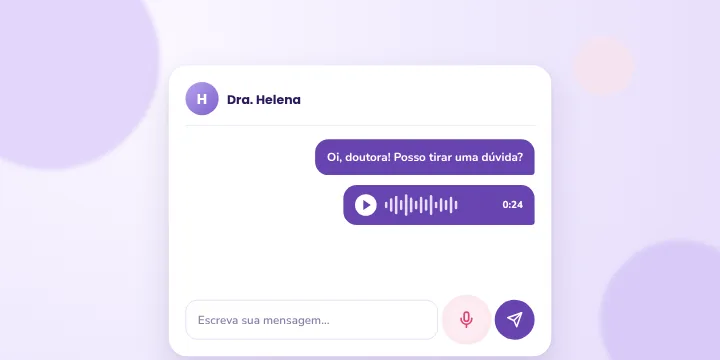 H
Dra. Helena
Oi, doutora! Posso tirar uma dúvida?
0:24
Escreva sua mensagem...